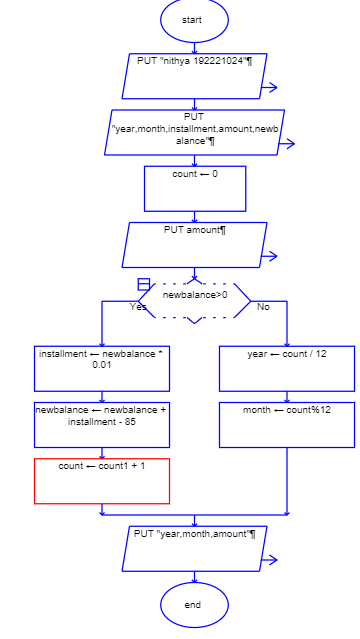 start
PUT "nithya 192221024"¶
PUT
"year,month,installment,amount,newb
alance"¶
count ← 0
PUT amount¶
newbalance>0
Yes
No
installment ← newbalance *
0.01
newbalance ← newbalance +
installment - 85
count ← count1 + 1
year ← count / 12
month ← count%12
PUT "year,month,amount"¶
end